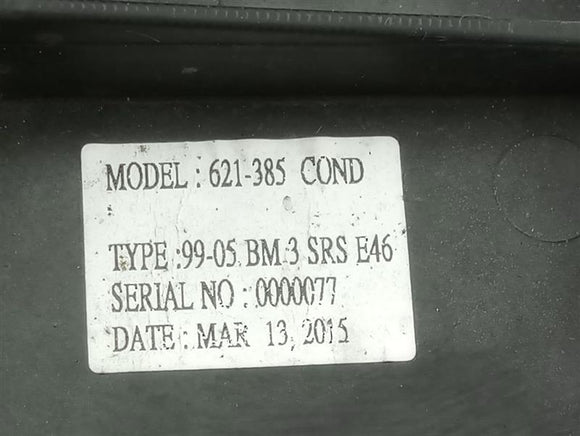 MODEL : 621-385 COND
TYPE :99-05 BM 3 SRS E46
SERIAL NO : 0000077
DATE : MAR 13, 2015